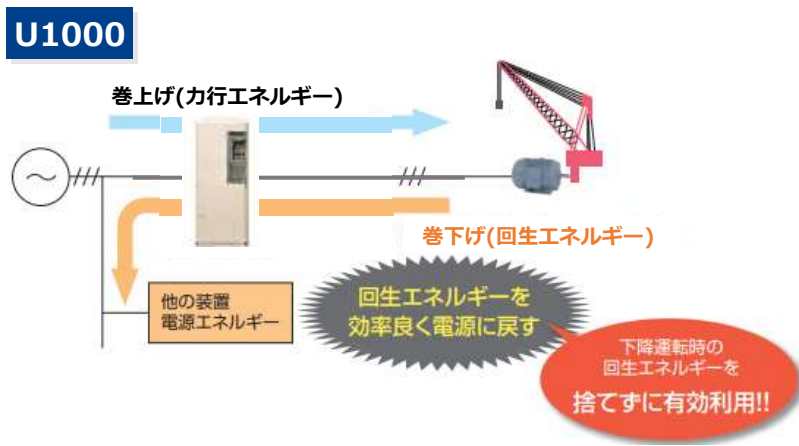 U1000
巻上げ(力行エネルギー)
巻下げ(回生エネルギー)
他の装置
電源エネルギー
回生エネルギーを
効率良く電源に戻す
下降運転時の
回生エネルギーを
捨てずに有効利用!!